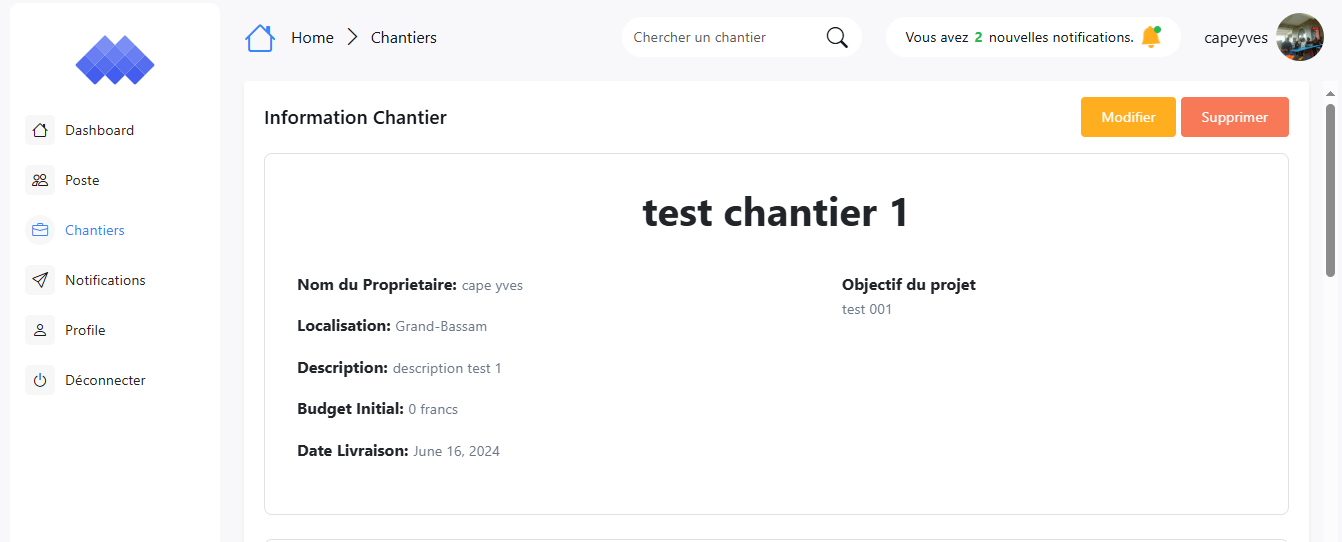 Home
Chantiers
Chercher un chantier
Vous avez 2 nouvelles notifications.
capeyves
Dashboard
Poste
Chantiers
Notifications
Profile
Déconnecter
Information Chantier
Modifier
Supprimer
test chantier 1
Nom du Proprietaire: cape yves
Localisation: Grand-Bassam
Description: description test 1
Budget Initial: 0 francs
Date Livraison: June 16, 2024
Objectif du projet
test 001